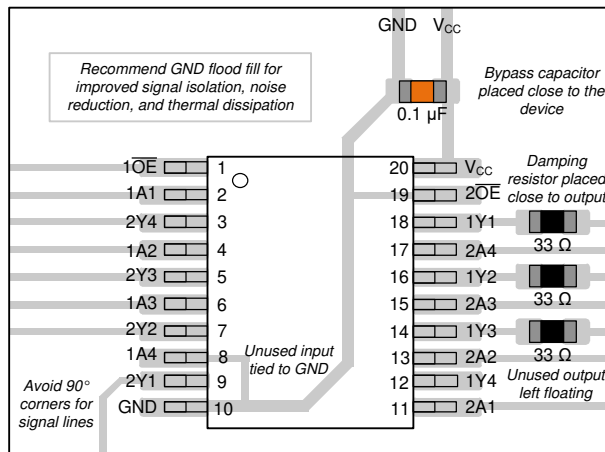 GND VCC
Recommend GND flood fill for
improved signal isolation, noise
reduction, and thermal dissipation
Bypass capacitor
placed close to the
device
0.1 µF
1O̅E̅ 1 20 VCC
1A1 2 19 2O̅E̅
2Y4 3 18 1Y1
1A2 4 17 2A4
2Y3 5 16 1Y2
1A3 6 15 2A3
2Y2 7 14 1Y3
1A4 8 13 2A2
2Y1 9 12 1Y4
GND 10 11 2A1
Damping
resistor placed
close to output
33 Ω
33 Ω
33 Ω
Unused input
tied to GND
Unused output
left floating
Avoid 90°
corners for
signal lines